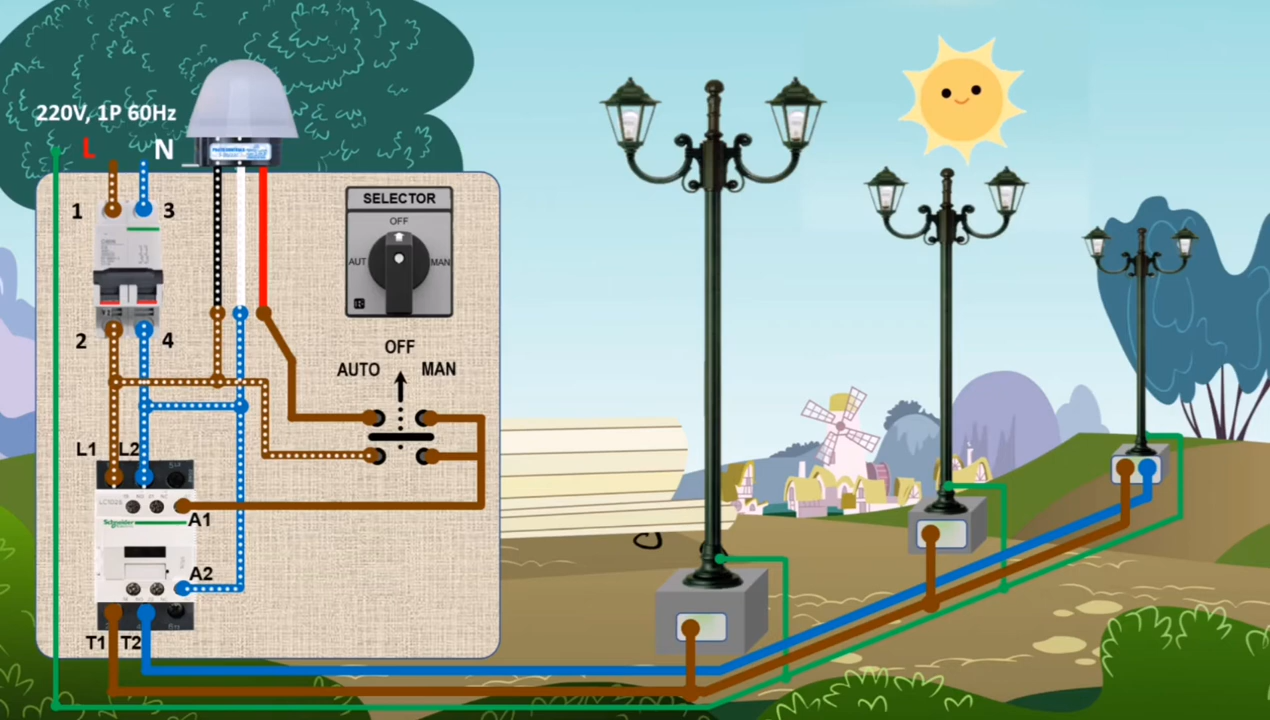 220V, 1P 60Hz
L
N
1
3
2
4
SELECTOR
OFF
AUT
MAN
OFF
AUTO
MAN
L1
L2
Schneider
A1
A2
T1
T2